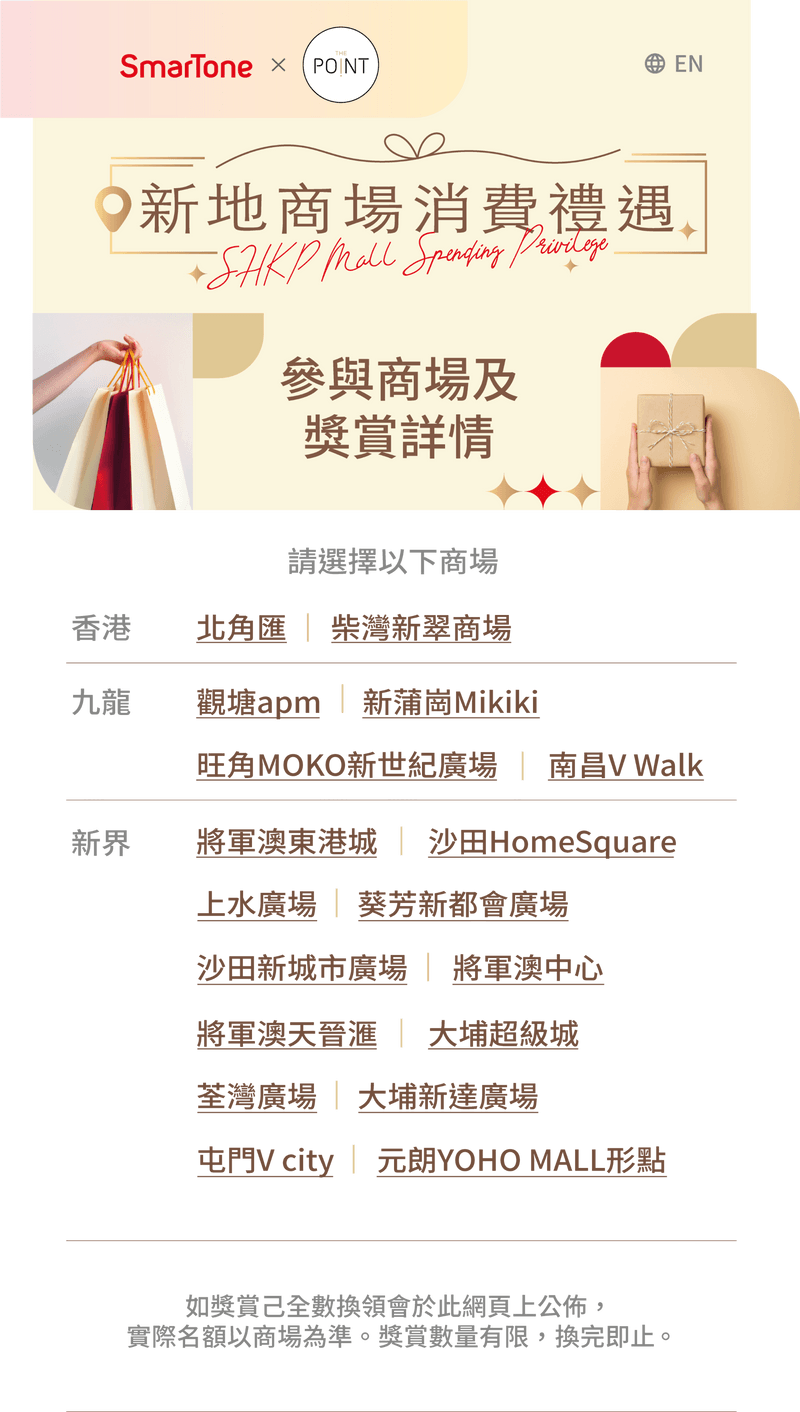 SmarTone × THE POINT
EN
新地商場消費禮遇
SHKP Mall Spending Privilege
參與商場及
獎賞詳情
請選擇以下商場
香港 北角匯 | 柴灣新翠商場
九龍 觀塘apm | 新蒲崗Mikiki
旺角MOKO新世紀廣場 | 南昌V Walk
新界 將軍澳東港城 | 沙田HomeSquare
上水廣場 | 葵芳新都會廣場
沙田新城市廣場 | 將軍澳中心
將軍澳天晉滙 | 大埔超級城
荃灣廣場 | 大埔新達廣場
屯門V city | 元朗YOHO MALL形點
如獎賞己全數換領會於此網頁上公佈，
實際名額以商場為準。獎賞數量有限，換完即止。